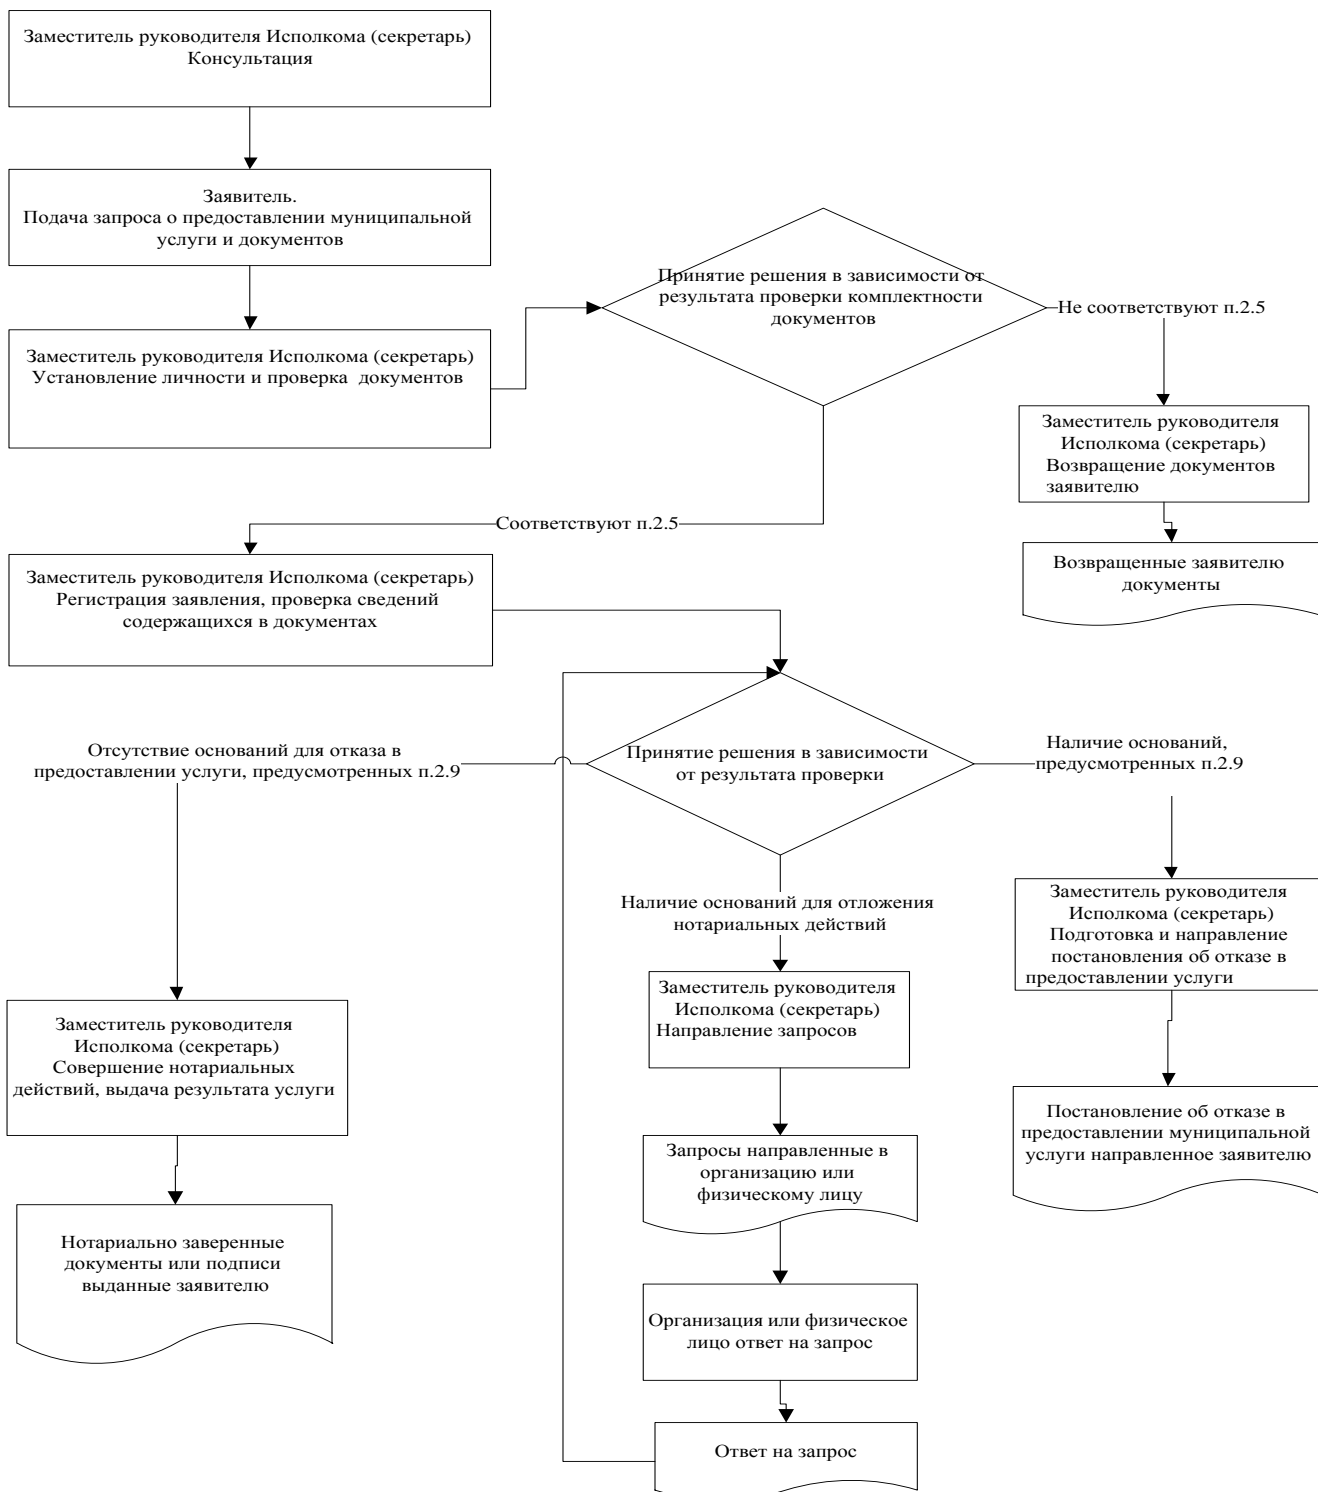 Заместитель руководителя Исполкома (секретарь)
Консультация
Заявитель.
Подача запроса о предоставлении муниципальной
услуги и документов
Заместитель руководителя Исполкома (секретарь)
Установление личности и проверка документов
Принятие решения в зависимости от
результата проверки комплектности
документов
Не соответствуют п.2.5
Заместитель руководителя
Исполкома (секретарь)
Возвращение документов
заявителю
Возвращенные заявителю
документы
Соответствуют п.2.5
Заместитель руководителя Исполкома (секретарь)
Регистрация заявления, проверка сведений
содержащихся в документах
Принятие решения в зависимости
от результата проверки
Отсутствие оснований для отказа в
предоставлении услуги, предусмотренных п.2.9
Наличие оснований,
предусмотренных п.2.9
Наличие оснований для отложения
нотариальных действий
Заместитель руководителя
Исполкома (секретарь)
Совершение нотариальных
действий, выдача результата услуги
Нотариально заверенные
документы или подписи
выданные заявителю
Заместитель руководителя
Исполкома (секретарь)
Направление запросов
Запросы направленные в
организацию или
физическому лицу
Организация или физическое
лицо ответ на запрос
Ответ на запрос
Заместитель руководителя
Исполкома (секретарь)
Подготовка и направление
постановления об отказе в
предоставлении услуги
Постановление об отказе в
предоставлении муниципальной
услуги направленное заявителю